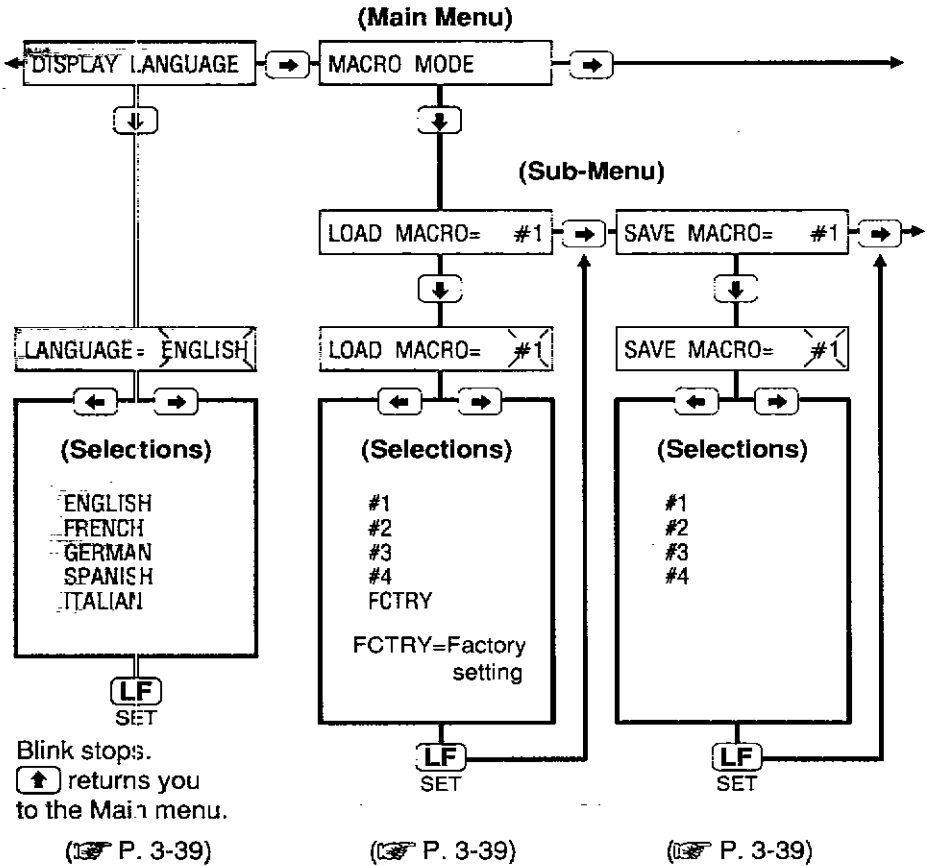 (Main Menu)
DISPLAY LANGUAGE
MACRO MODE
(Sub-Menu)
LOAD MACRO= #1
SAVE MACRO= #1
LANGUAGE= ENGLISH
LOAD MACRO= #1
SAVE MACRO= #1
(Selections)
ENGLISH
FRENCH
GERMAN
SPANISH
ITALIAN
LF
SET
Blink stops.
returns you
to the Main menu.
(P. 3-39)
(Selections)
#1
#2
#3
#4
FCTRY
FCTRY=Factory
setting
LF
SET
(P. 3-39)
(Selections)
#1
#2
#3
#4
LF
SET
(P. 3-39)